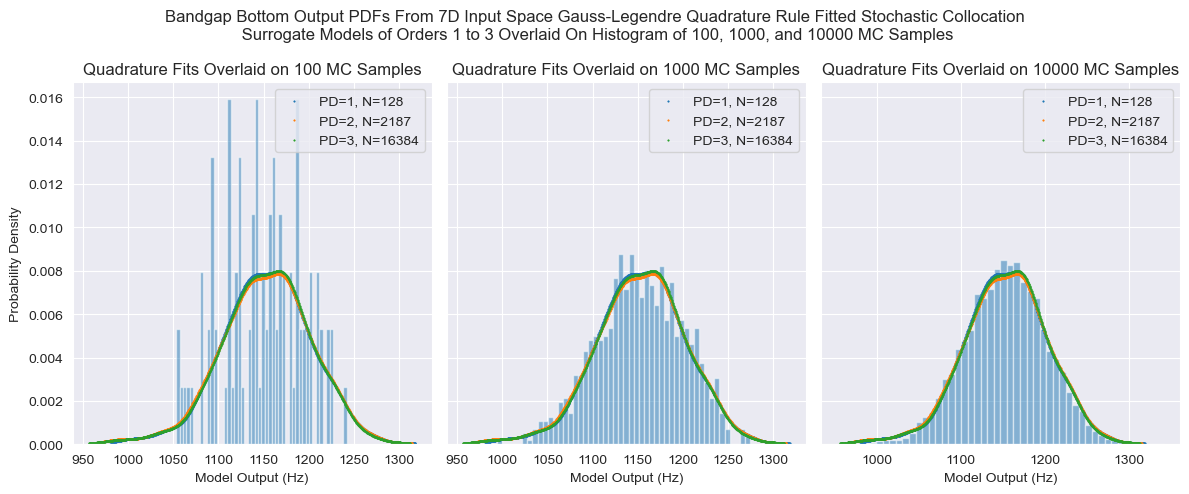 Bandgap Bottom Output PDFs From 7D Input Space Gauss-Legendre Quadrature Rule Fitted Stochastic Collocation
Surrogate Models of Orders 1 to 3 Overlaid On Histogram of 100, 1000, and 10000 MC Samples
Quadrature Fits Overlaid on 100 MC Samples
Quadrature Fits Overlaid on 1000 MC Samples
Quadrature Fits Overlaid on 10000 MC Samples
Probability Density
0.016
0.014
0.012
0.010
0.008
0.006
0.004
0.002
0.000
PD=1, N=128
PD=2, N=2187
PD=3, N=16384
950 1000 1050 1100 1150 1200 1250 1300
Model Output (Hz)
PD=1, N=128
PD=2, N=2187
PD=3, N=16384
950 1000 1050 1100 1150 1200 1250 1300
Model Output (Hz)
PD=1, N=128
PD=2, N=2187
PD=3, N=16384
1000 1100 1200 1300
Model Output (Hz)